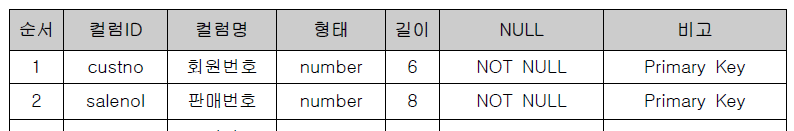 순서 컬럼ID 컬럼명 형태 길이 NULL 비고
1 custno 회원번호 number 6 NOT NULL Primary Key
2 salenol 판매번호 number 8 NOT NULL Primary Key